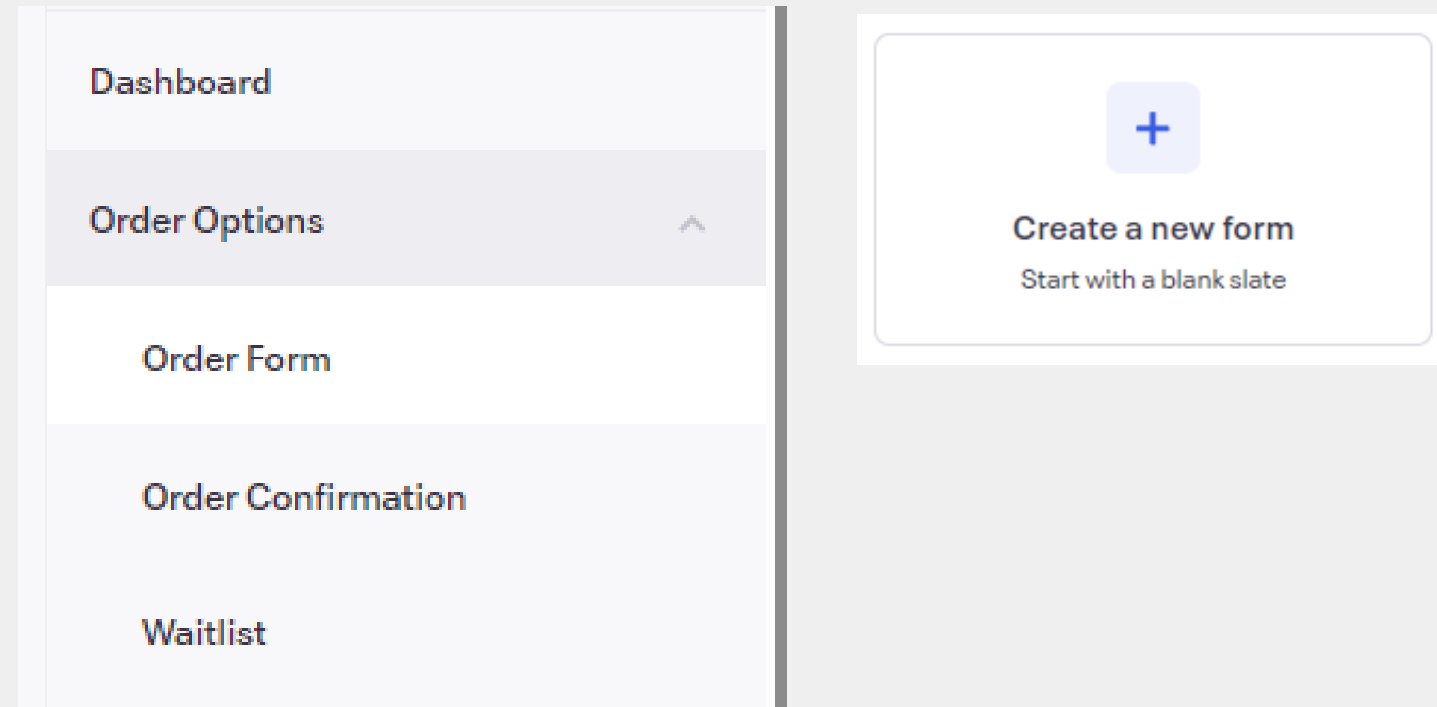 Dashboard
Order Options
Order Form
Order Confirmation
Waitlist
Create a new form
Start with a blank slate